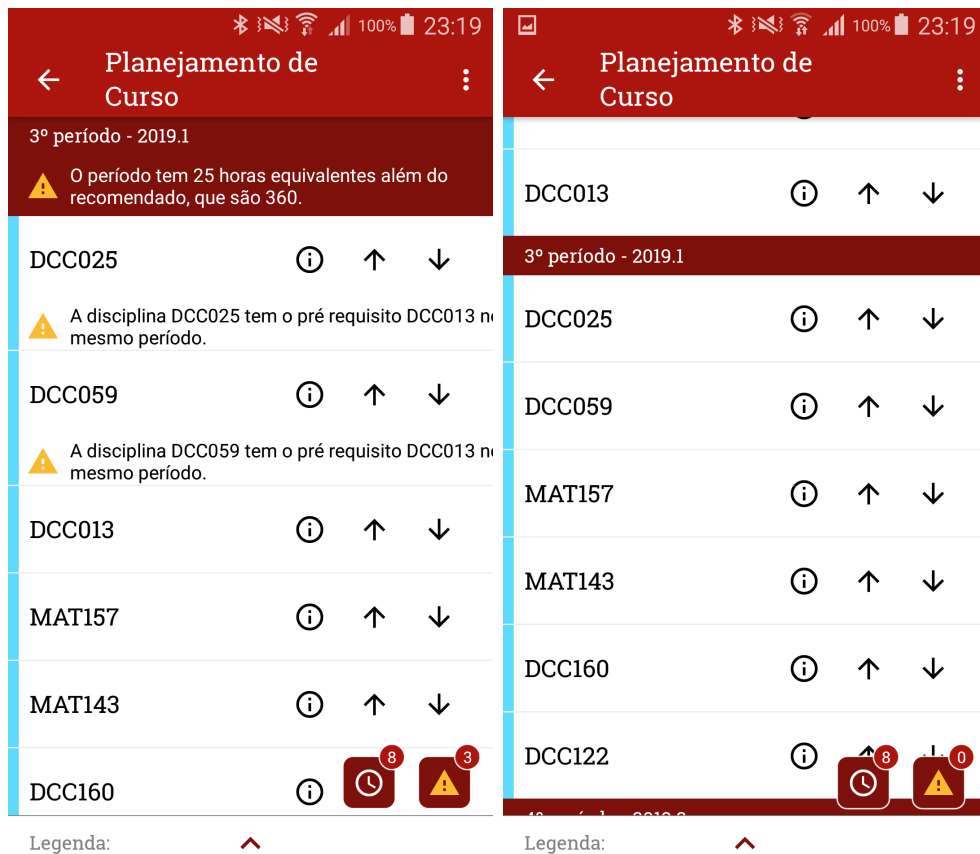 100% 23:19
Planejamento de
Curso
3º período - 2019.1
O período tem 25 horas equivalentes além do
recomendado, que são 360.
DCC025
A disciplina DCC025 tem o pré requisito DCC013
mesmo período.
DCC059
A disciplina DCC059 tem o pré requisito DCC013
mesmo período.
DCC013
MAT157
MAT143
8
3
DCC160
Legenda:
100% 23:19
Planejamento de
Curso
DCC013
3º período - 2019.1
DCC025
DCC059
MAT157
MAT143
DCC160
DCC122
8
0
Legenda: